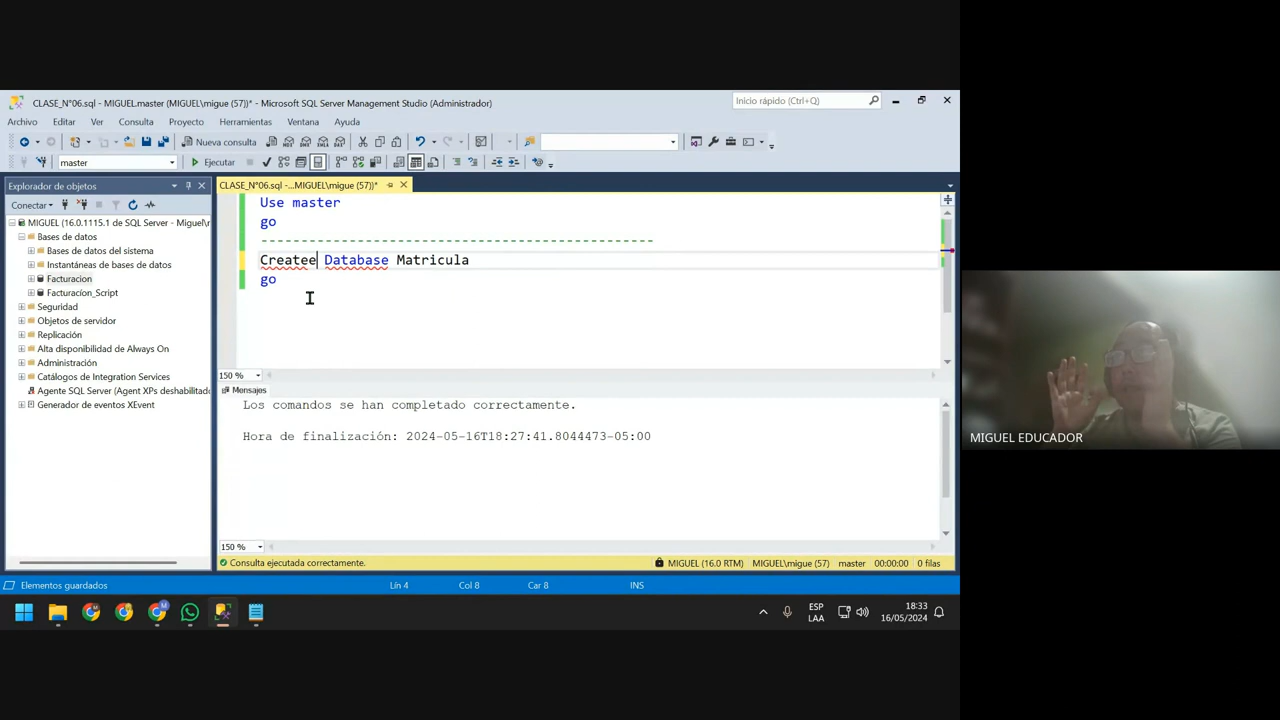 CLASE_N°06.sql - MIGUEL.master (MIGUEL\migue (57))* - Microsoft SQL Server Management Studio (Administrador)
Inicio rápido (Ctrl+Q)
Archivo Editar Ver Consulta Proyecto Herramientas Ventana Ayuda
Nueva consulta
master
Ejecutar
Explorador de objetos
CLASE_N°06.sql -...MIGUEL\migue (57))*
Conectar
MIGUEL (16.0.1115.1 de SQL Server - Miguel\
Bases de datos
Bases de datos del sistema
Instantáneas de bases de datos
Facturacion
Facturacíon_Script
Seguridad
Objetos de servidor
Replicación
Alta disponibilidad de Always On
Administración
Catálogos de Integration Services
Agente SQL Server (Agent XPs deshabilitado
Generador de eventos XEvent
Use master
go
-------------------------------------------------
Createe Database Matricula
go
150 %
Mensajes
Los comandos se han completado correctamente.
Hora de finalización: 2024-05-16T18:27:41.8044473-05:00
150 %
Consulta ejecutada correctamente.
MIGUEL (16.0 RTM) MIGUEL\migue (57) master 00:00:00 0 filas
Elementos guardados
Lín 4 Col 8 Car 8 INS
ESP
LAA
18:33
16/05/2024
MIGUEL EDUCADOR